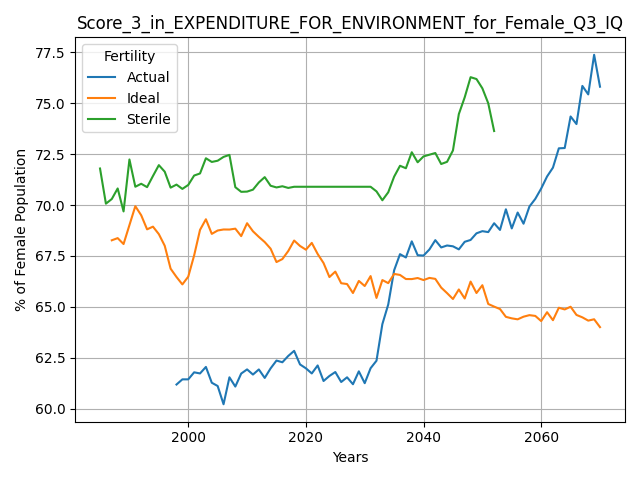 Score_3_in_EXPENDITURE_FOR_ENVIRONMENT_for_Female_Q3_IQ
Fertility
Actual
Ideal
Sterile
% of Female Population
77.5
75.0
72.5
70.0
67.5
65.0
62.5
60.0
2000 2020 2040 2060
Years